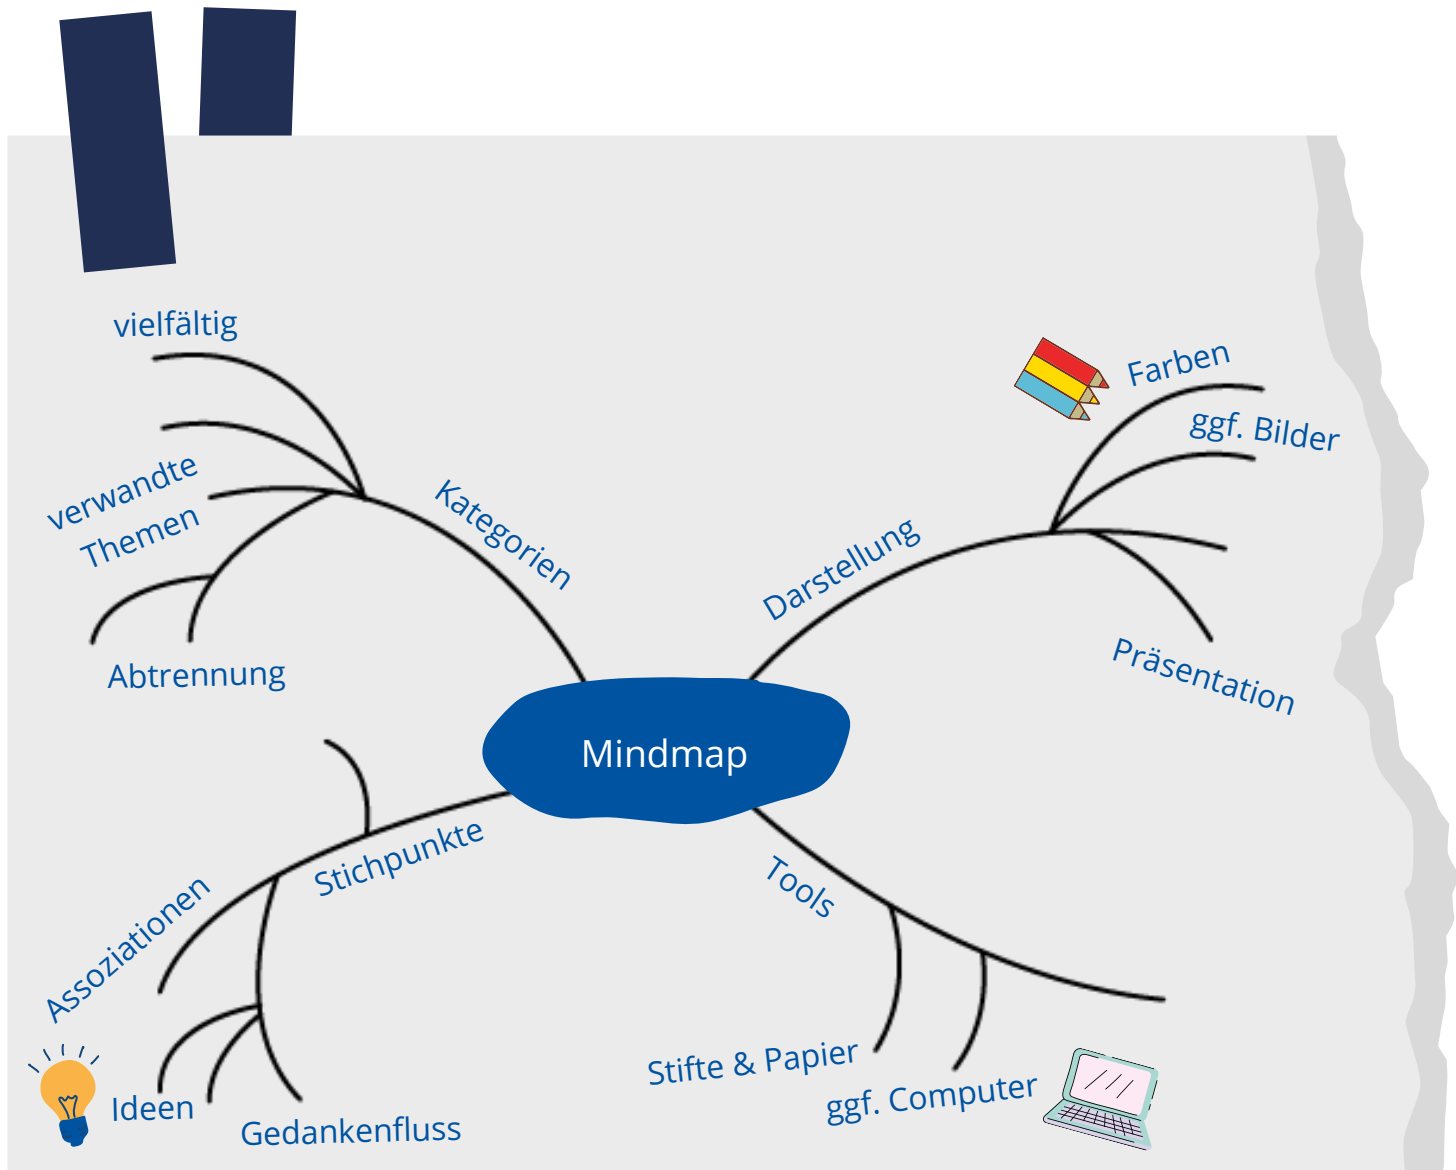 vielfältig
verwandte
Themen
Abtrennung
Kategorien
Darstellung
Farben
ggf. Bilder
Präsentation
Mindmap
Stichpunkte
Assoziationen
Ideen
Gedankenfluss
Tools
Stifte & Papier
ggf. Computer